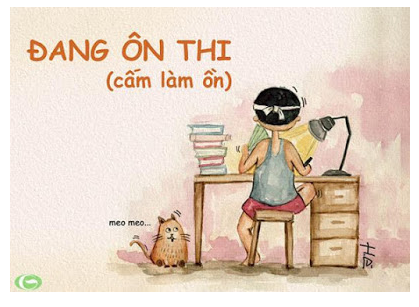 ĐANG ÔN THI
(cấm làm ồn)
meo meo...